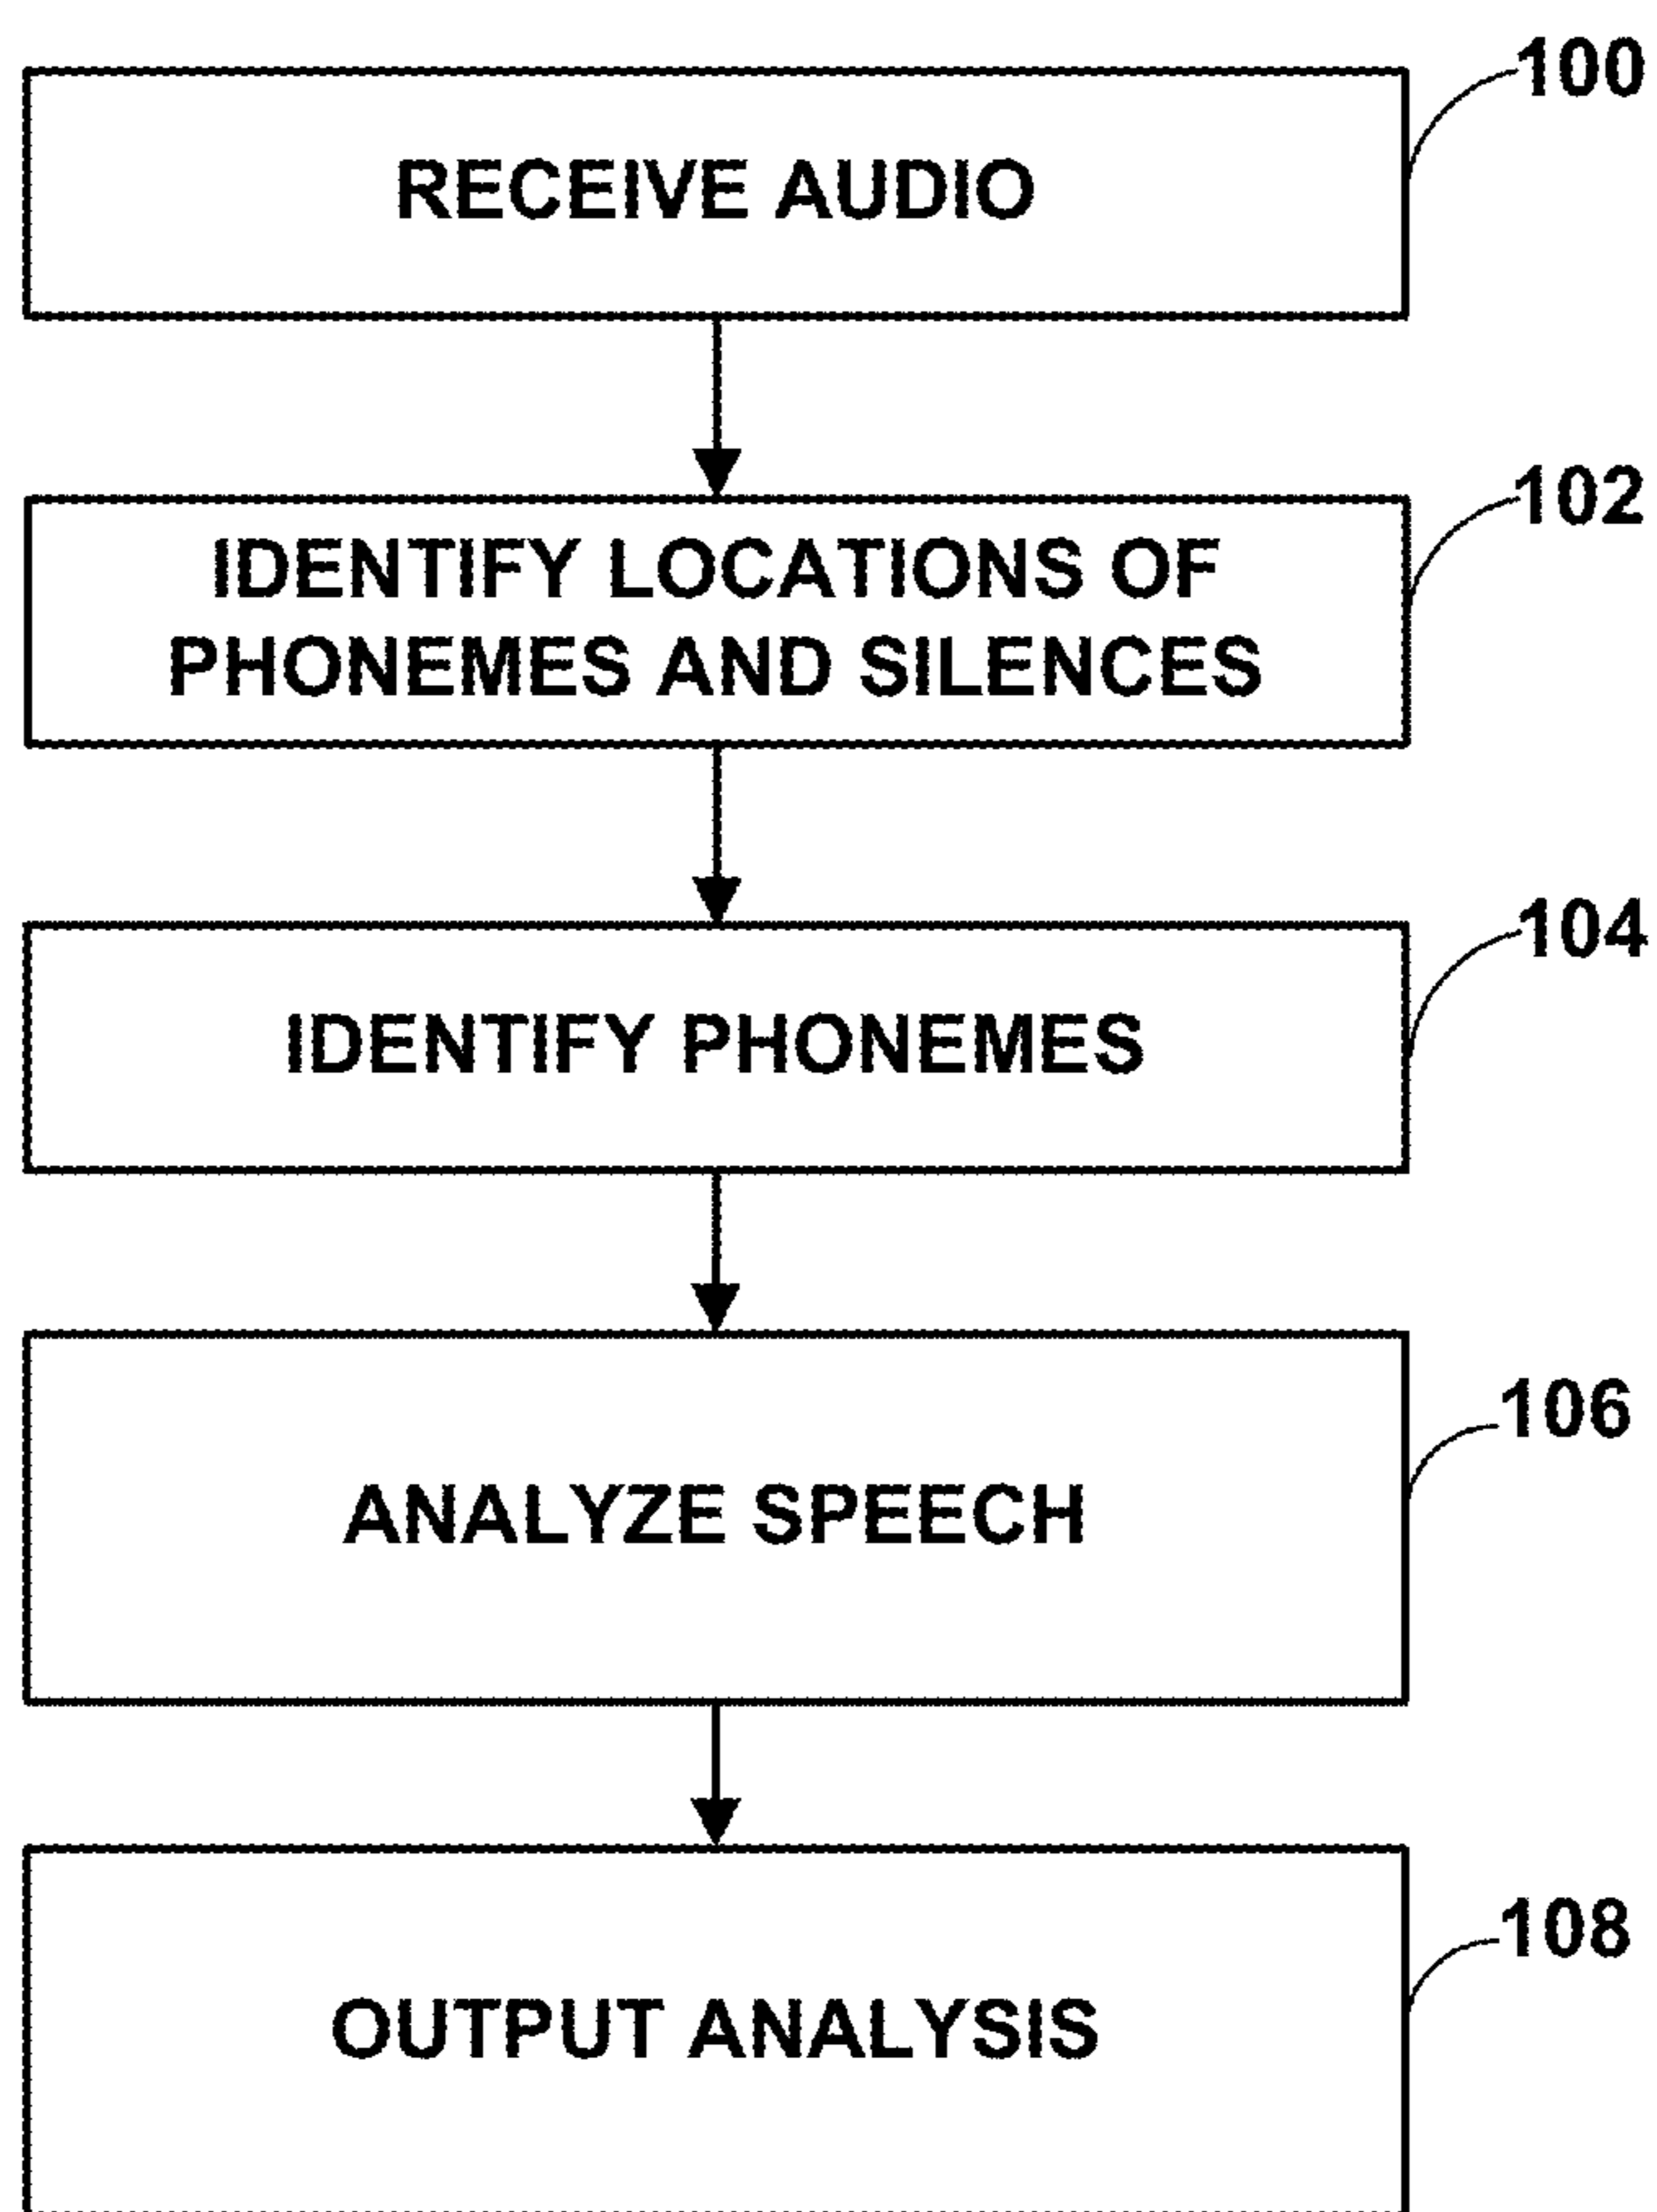 100
RECEIVE AUDIO
102
IDENTIFY LOCATIONS OF
PHONEMES AND SILENCES
104
IDENTIFY PHONEMES
106
ANALYZE SPEECH
108
OUTPUT ANALYSIS